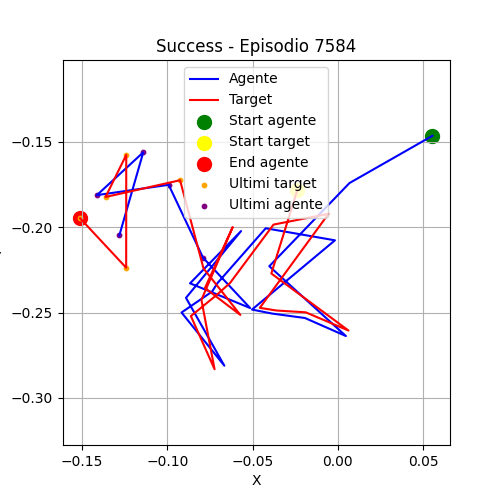 Success - Episodio 7584
Agente
Target
Start agente
Start target
End agente
Ultimi target
Ultimi agente
−0.15
−0.20
−0.25
−0.30
−0.15
−0.10
−0.05
0.00
0.05
X